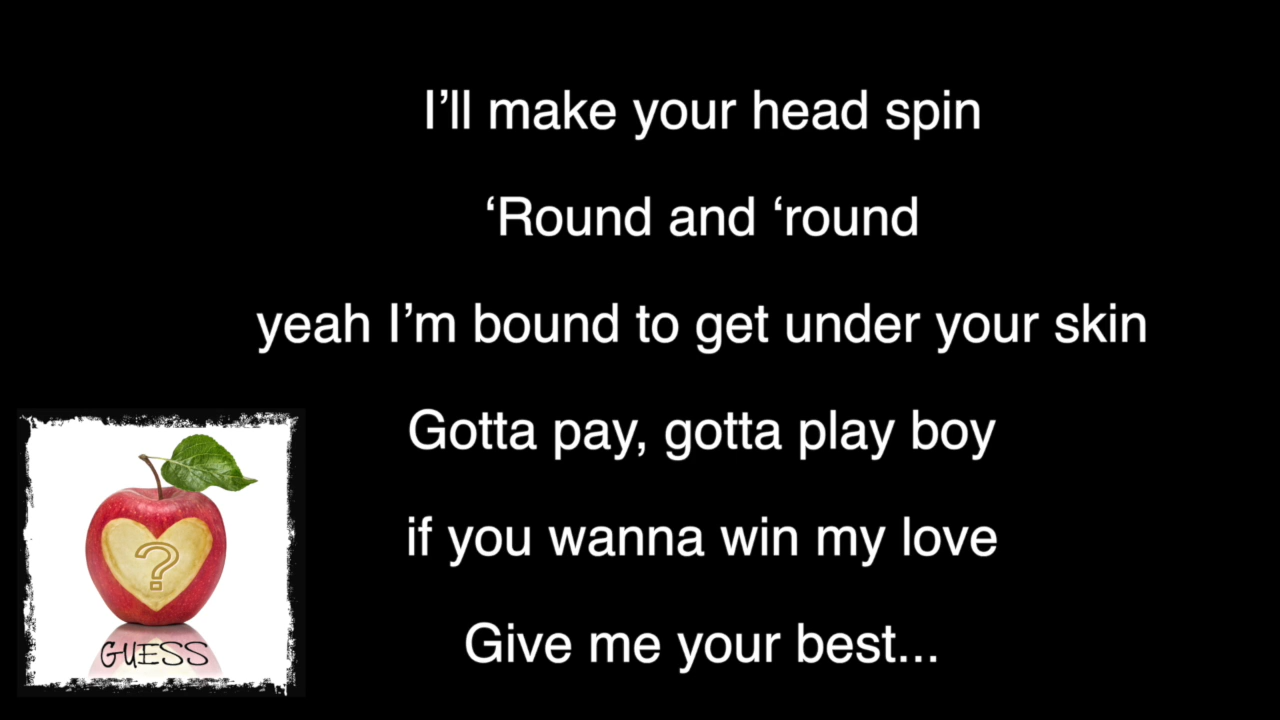 I’ll make your head spin
‘Round and ‘round
yeah I’m bound to get under your skin
Gotta pay, gotta play boy
if you wanna win my love
Give me your best...
?
GUESS